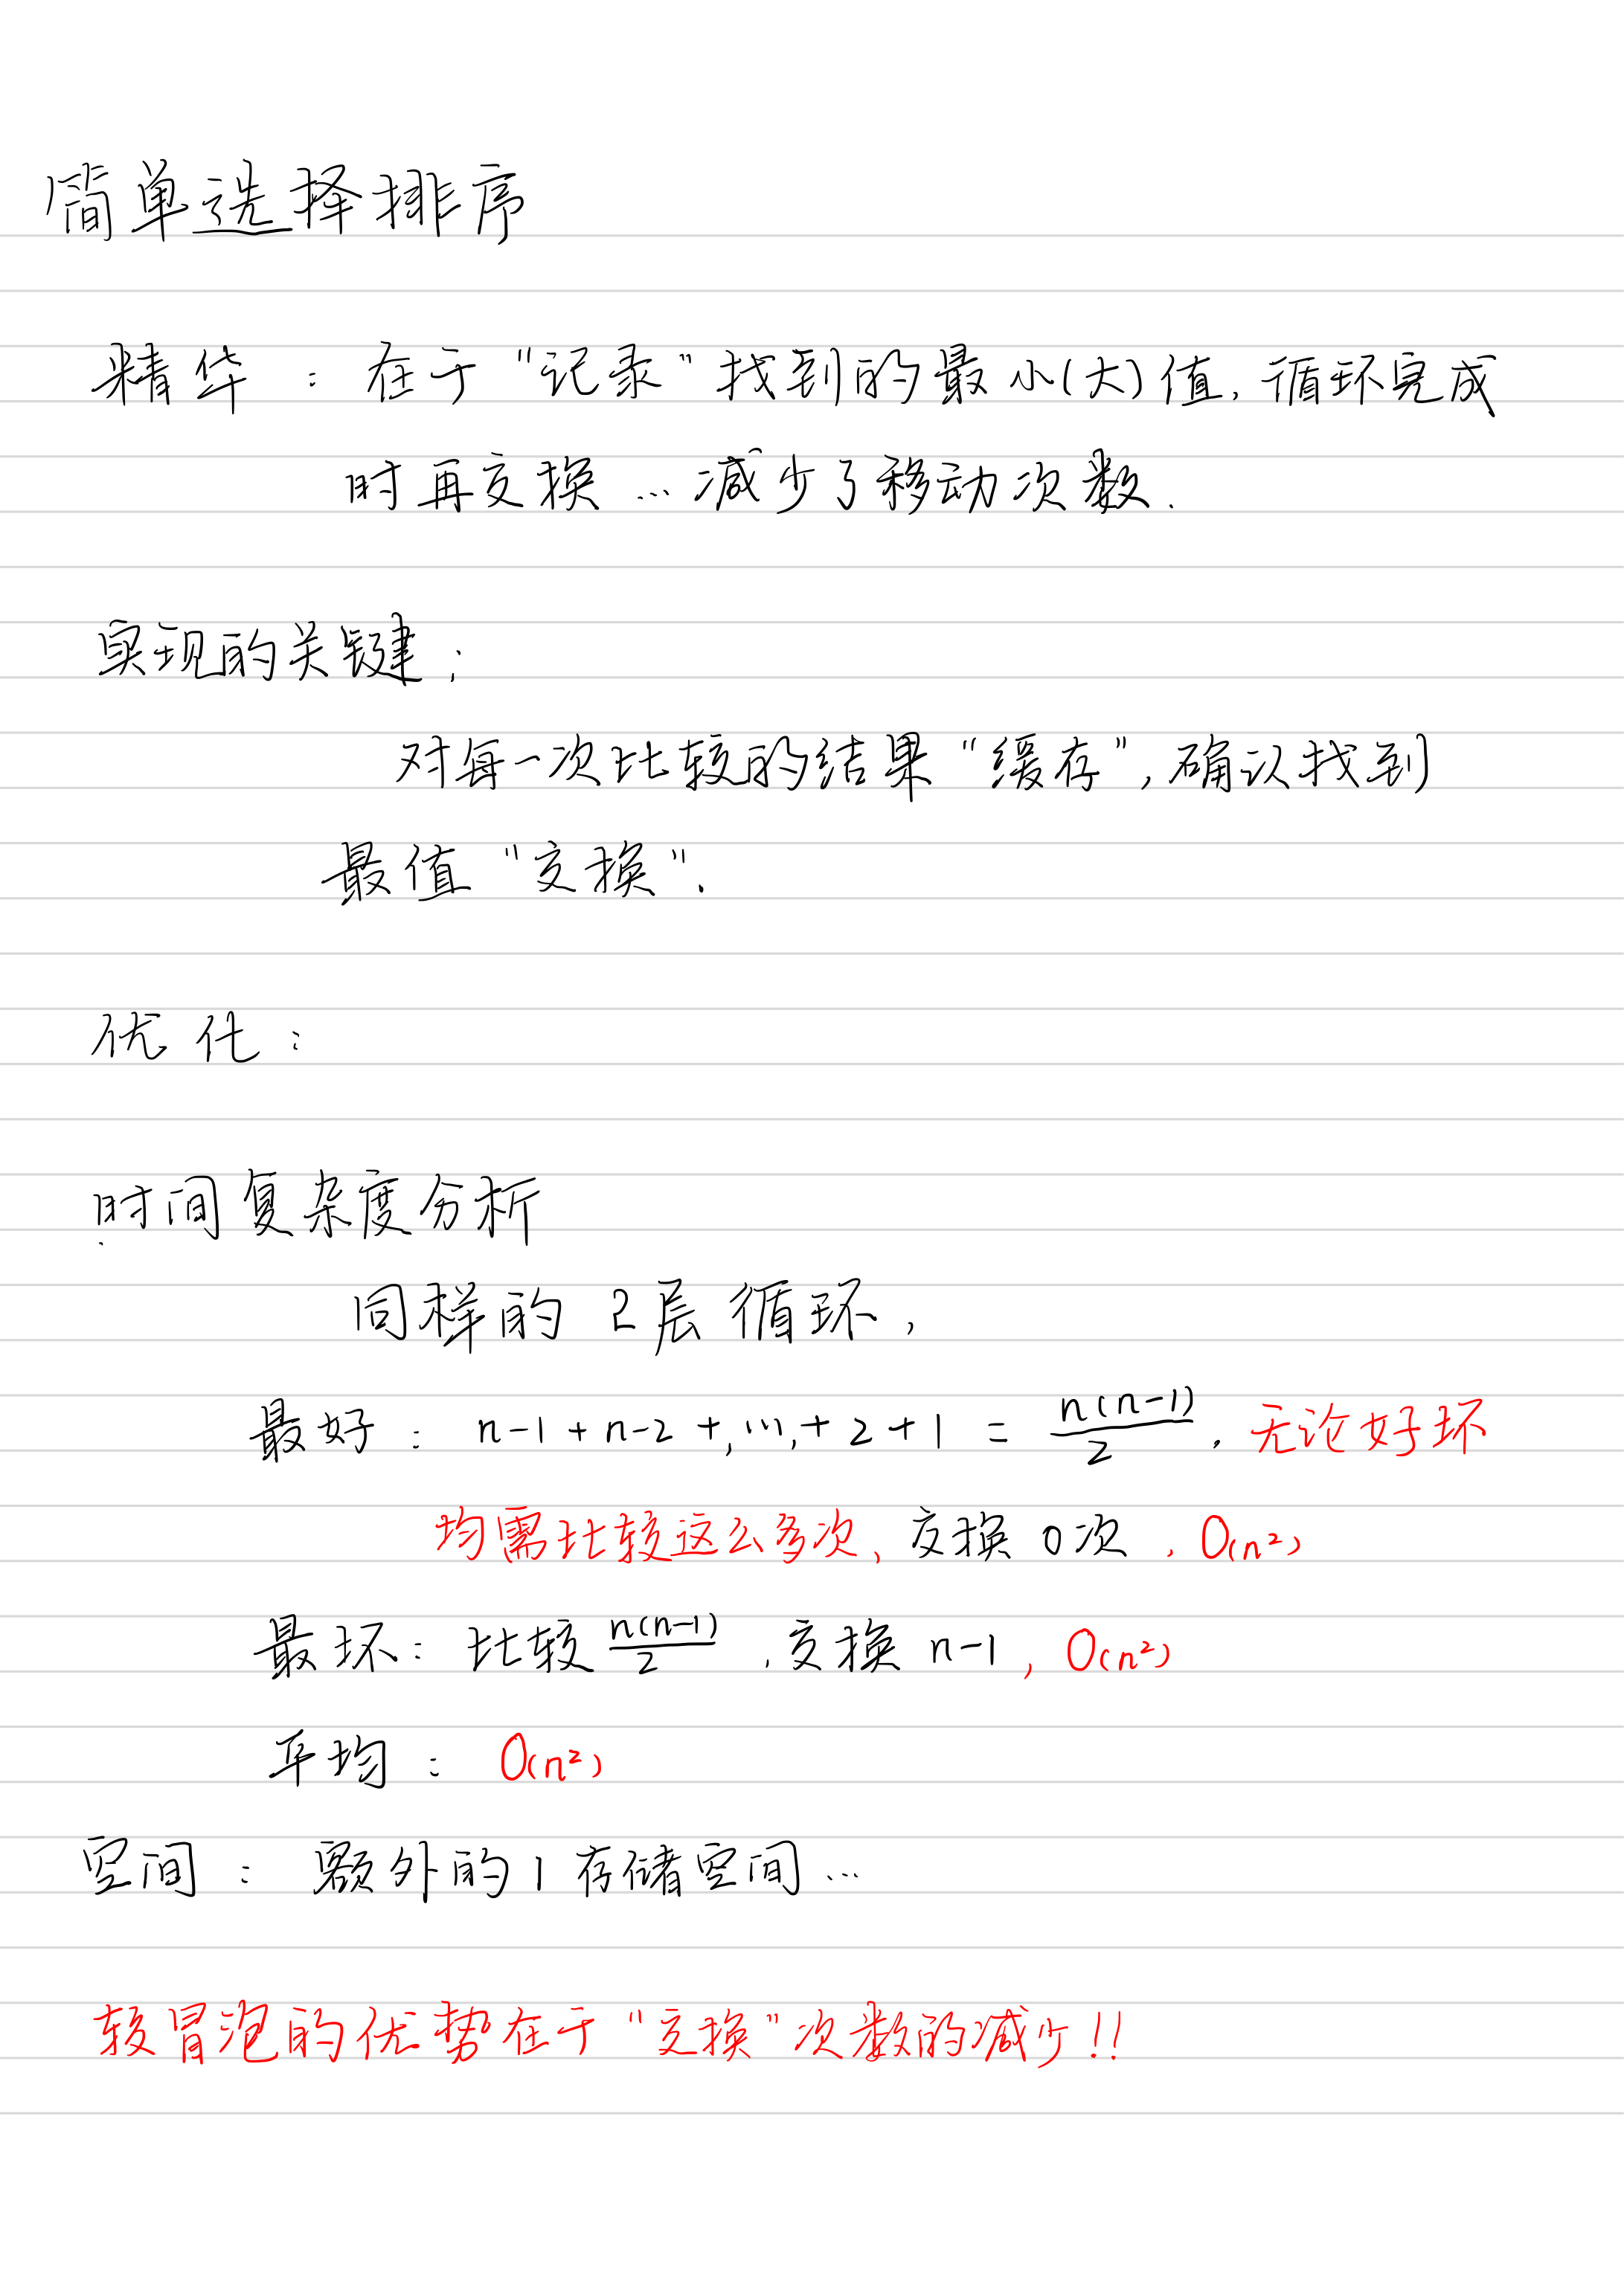 简单选择排序
精华：在于“记录”找到的最小(大)值，循环完成
时再交换…减少了移动次数.
实现的关键：
对每一次比较的结果“缓存”，确认找到
最值“交换”.
优化：
时间复杂度分析
同样的2层循环，
最好：n-1+n-2+,…,+2+1 = n(n-1)/2. 无论好坏
均需比较这么多次、交换0次，O(n²)
最坏：比较 n(n-1)/2，交换 n-1，O(n²)
平均：O(n²)
空间：额外的1存储空间…
较冒泡的优势在于“交换”次数的减少!!